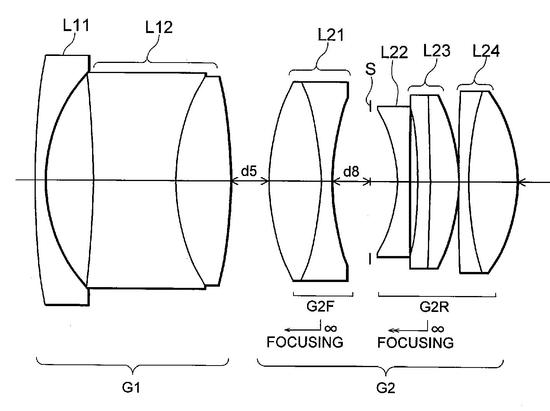 L11 L12 L21 S L22 L23 L24
d5 d8
G2F G2R
∞ ∞
FOCUSING FOCUSING
G1 G2